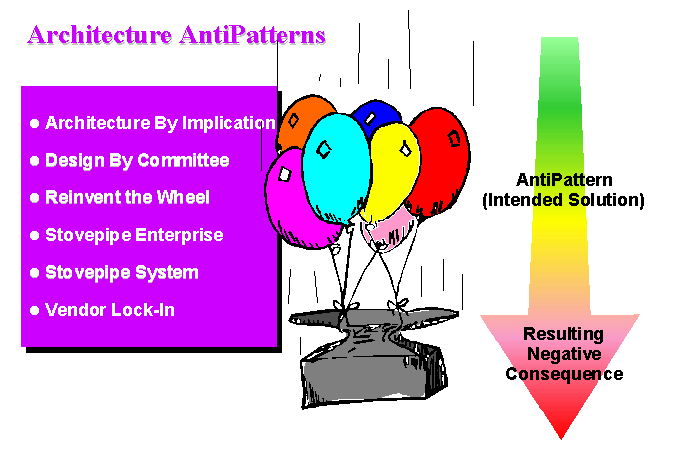 Architecture AntiPatterns
● Architecture By Implication
● Design By Committee
● Reinvent the Wheel
● Stovepipe Enterprise
● Stovepipe System
● Vendor Lock-In
AntiPattern
(Intended Solution)
Resulting
Negative
Consequence